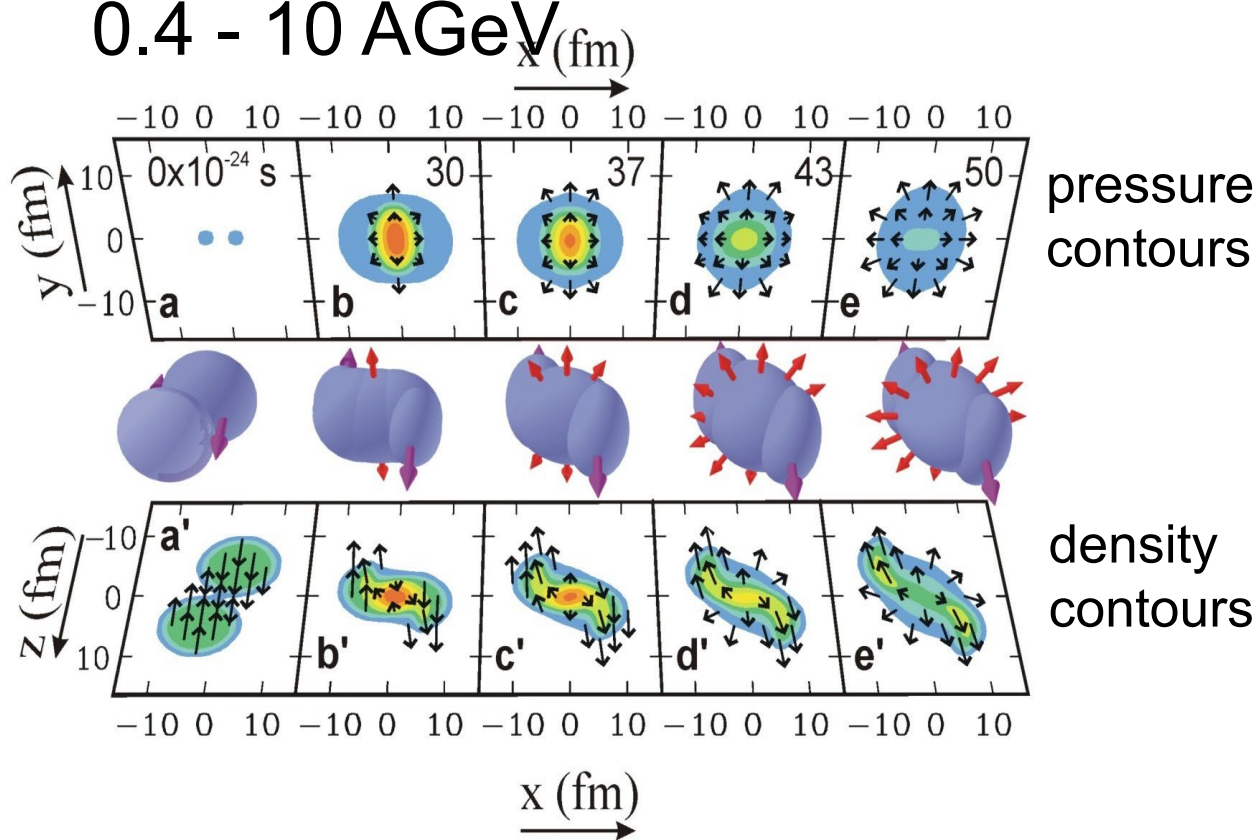 0.4 - 10 AGeV
x (fm)
−10 0 10 −10 0 10 −10 0 10 −10 0 10 −10 0 10
y (fm)
10
0
−10
0x10⁻²⁴ s
30
37
43
50
a
b
c
d
e
pressure
contours
z (fm)
−10
0
10
a'
b'
c'
d'
e'
density
contours
−10 0 10 −10 0 10 −10 0 10 −10 0 10 −10 0 10
x (fm)